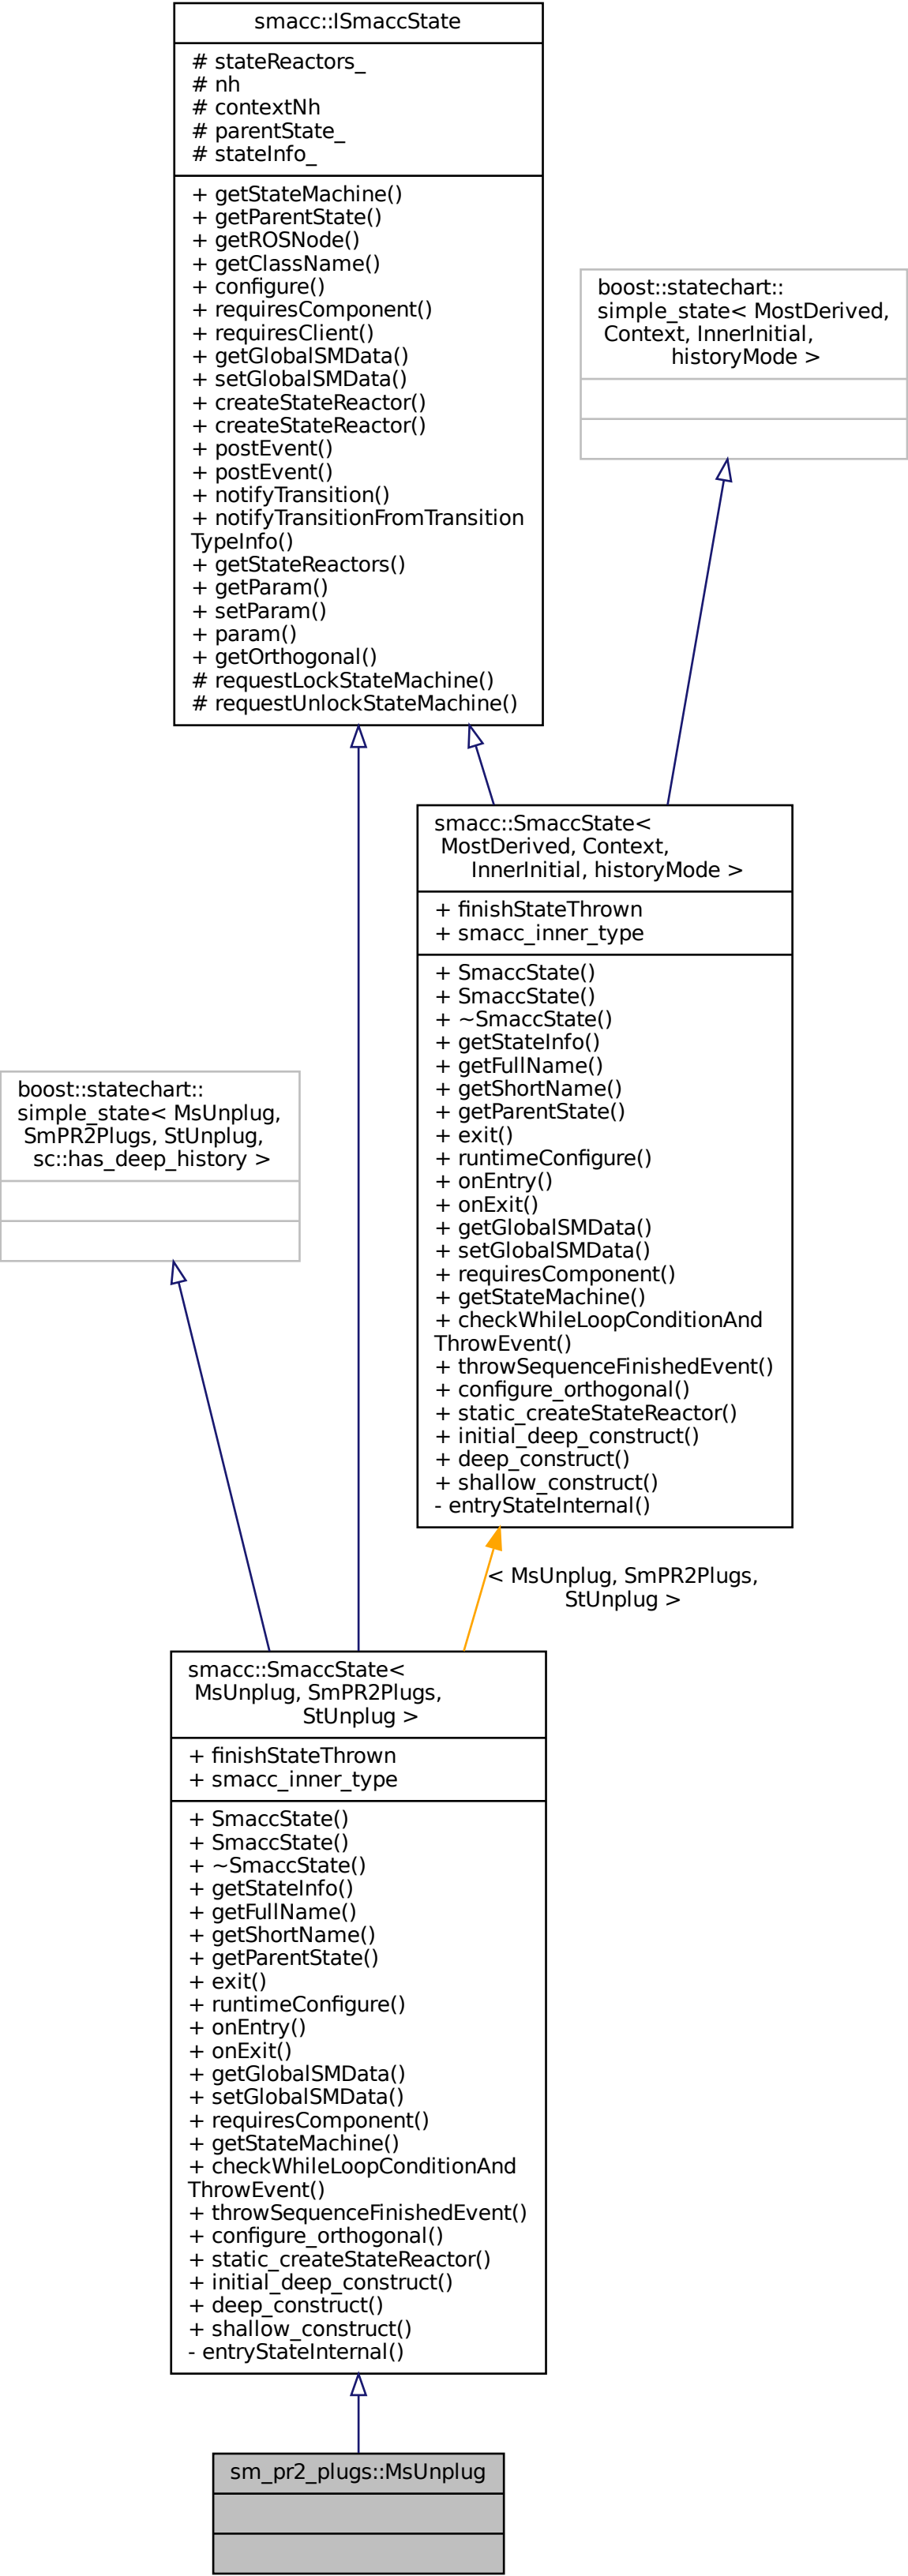 smacc::ISmaccState
# stateReactors_
# nh
# contextNh
# parentState_
# stateInfo_
+ getStateMachine()
+ getParentState()
+ getROSNode()
+ getClassName()
+ configure()
+ requiresComponent()
+ requiresClient()
+ getGlobalSMData()
+ setGlobalSMData()
+ createStateReactor()
+ createStateReactor()
+ postEvent()
+ postEvent()
+ notifyTransition()
+ notifyTransitionFromTransition
TypeInfo()
+ getStateReactors()
+ getParam()
+ setParam()
+ param()
+ getOrthogonal()
# requestLockStateMachine()
# requestUnlockStateMachine()
boost::statechart::
simple_state< MostDerived,
Context, InnerInitial,
historyMode >
smacc::SmaccState<
MostDerived, Context,
InnerInitial, historyMode >
+ finishStateThrown
+ smacc_inner_type
+ SmaccState()
+ SmaccState()
+ ~SmaccState()
+ getStateInfo()
+ getFullName()
+ getShortName()
+ getParentState()
+ exit()
+ runtimeConfigure()
+ onEntry()
+ onExit()
+ getGlobalSMData()
+ setGlobalSMData()
+ requiresComponent()
+ getStateMachine()
+ checkWhileLoopConditionAnd
ThrowEvent()
+ throwSequenceFinishedEvent()
+ configure_orthogonal()
+ static_createStateReactor()
+ initial_deep_construct()
+ deep_construct()
+ shallow_construct()
- entryStateInternal()
boost::statechart::
simple_state< MsUnplug,
SmPR2Plugs, StUnplug,
sc::has_deep_history >
< MsUnplug, SmPR2Plugs,
StUnplug >
smacc::SmaccState<
MsUnplug, SmPR2Plugs,
StUnplug >
+ finishStateThrown
+ smacc_inner_type
+ SmaccState()
+ SmaccState()
+ ~SmaccState()
+ getStateInfo()
+ getFullName()
+ getShortName()
+ getParentState()
+ exit()
+ runtimeConfigure()
+ onEntry()
+ onExit()
+ getGlobalSMData()
+ setGlobalSMData()
+ requiresComponent()
+ getStateMachine()
+ checkWhileLoopConditionAnd
ThrowEvent()
+ throwSequenceFinishedEvent()
+ configure_orthogonal()
+ static_createStateReactor()
+ initial_deep_construct()
+ deep_construct()
+ shallow_construct()
- entryStateInternal()
sm_pr2_plugs::MsUnplug